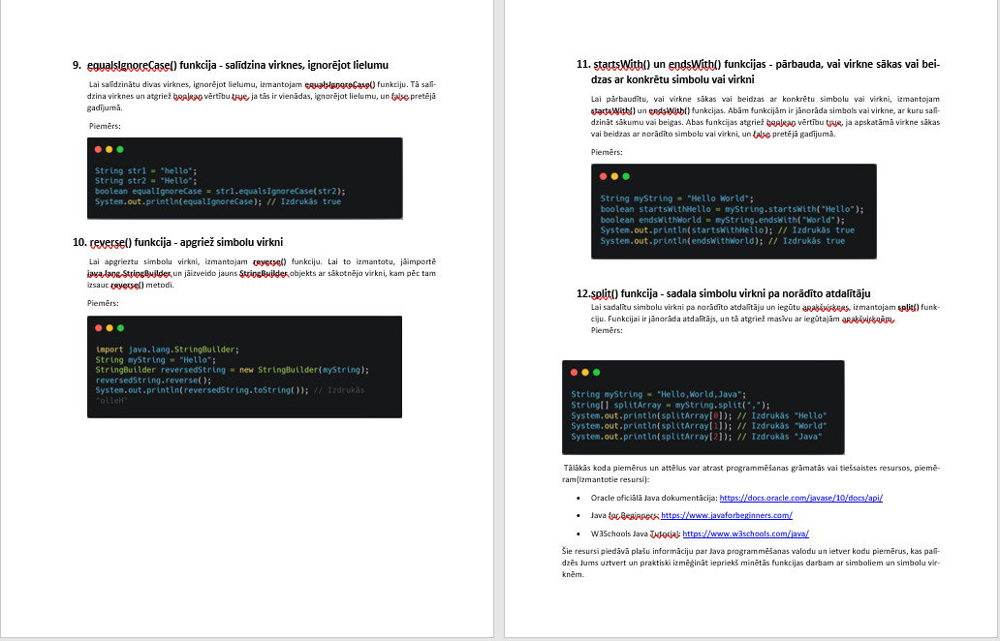 9. equalsIgnoreCase() funkcija - salīdzina virknes, ignorējot lielumu
Lai salīdzinātu divas virknes, ignorējot lielumu, izmantojam equalsIgnoreCase() funkciju. Tā salī-
dzina virknes un atgriež boolean vērtību true, ja tās ir vienādas, ignorējot lielumu, un false pretējā
gadījumā.
Piemērs:
String str1 = "hello";
String str2 = "Hello";
boolean equalIgnoreCase = str1.equalsIgnoreCase(str2);
System.out.println(equalIgnoreCase); // Izdrukās true
10. reverse() funkcija - apgriež simbolu virkni
Lai apgrieztu simbolu virkni, izmantojam reverse() funkciju. Lai to izmantotu, jāimportē
java.lang.StringBuilder un jāizveido jauns StringBuilder objekts ar sākotnējo virkni, kam pēc tam
izsauc reverse() metodi.
Piemērs:
import java.lang.StringBuilder;
String myString = "Hello";
StringBuilder reversedString = new StringBuilder(myString);
reversedString.reverse();
System.out.println(reversedString.toString()); // Izdrukās
"olleH"
11. startsWith() un endsWith() funkcijas - pārbauda, vai virkne sākas vai bei-
dzas ar konkrētu simbolu vai virkni
Lai pārbaudītu, vai virkne sākas vai beidzas ar konkrētu simbolu vai virkni, izmantojam
startsWith() un endsWith() funkcijas. Abām funkcijām ir jānorāda simbols vai virkne, ar kuru salī-
dzināt sākumu vai beigas. Abas funkcijas atgriež boolean vērtību true, ja apskatāmā virkne sākas
vai beidzas ar norādīto simbolu vai virkni, un false pretējā gadījumā.
Piemērs:
String myString = "Hello World";
boolean startsWithHello = myString.startsWith("Hello");
boolean endsWithWorld = myString.endsWith("World");
System.out.println(startsWithHello); // Izdrukās true
System.out.println(endsWithWorld); // Izdrukās true
12.split() funkcija - sadala simbolu virkni pa norādīto atdalītāju
Lai sadalītu simbolu virkni pa norādīto atdalītāju un iegūtu apakšvirknes, izmantojam split() funk-
ciju. Funkcijai ir jānorāda atdalītājs, un tā atgriež masīvu ar iegūtajām apakšvirknēm.
Piemērs:
String myString = "Hello,World,Java";
String[] splitArray = myString.split(",");
System.out.println(splitArray[0]); // Izdrukās "Hello"
System.out.println(splitArray[1]); // Izdrukās "World"
System.out.println(splitArray[2]); // Izdrukās "Java"
Tālākās koda piemērus un attēlus var atrast programmēšanas grāmatās vai tiešsaistes resursos, piemē-
ram(Izmantotie resursi):
• Oracle oficiālā Java dokumentācija: https://docs.oracle.com/javase/10/docs/api/
• Java for Beginners: https://www.javaforbeginners.com/
• W3Schools Java Tutorial: https://www.w3schools.com/java/
Šie resursi piedāvā plašu informāciju par Java programmēšanas valodu un ietver kodu piemērus, kas palī-
dzēs Jums uztvert un praktiski izmēģināt iepriekš minētās funkcijas darbam ar simboliem un simbolu vir-
knēm.